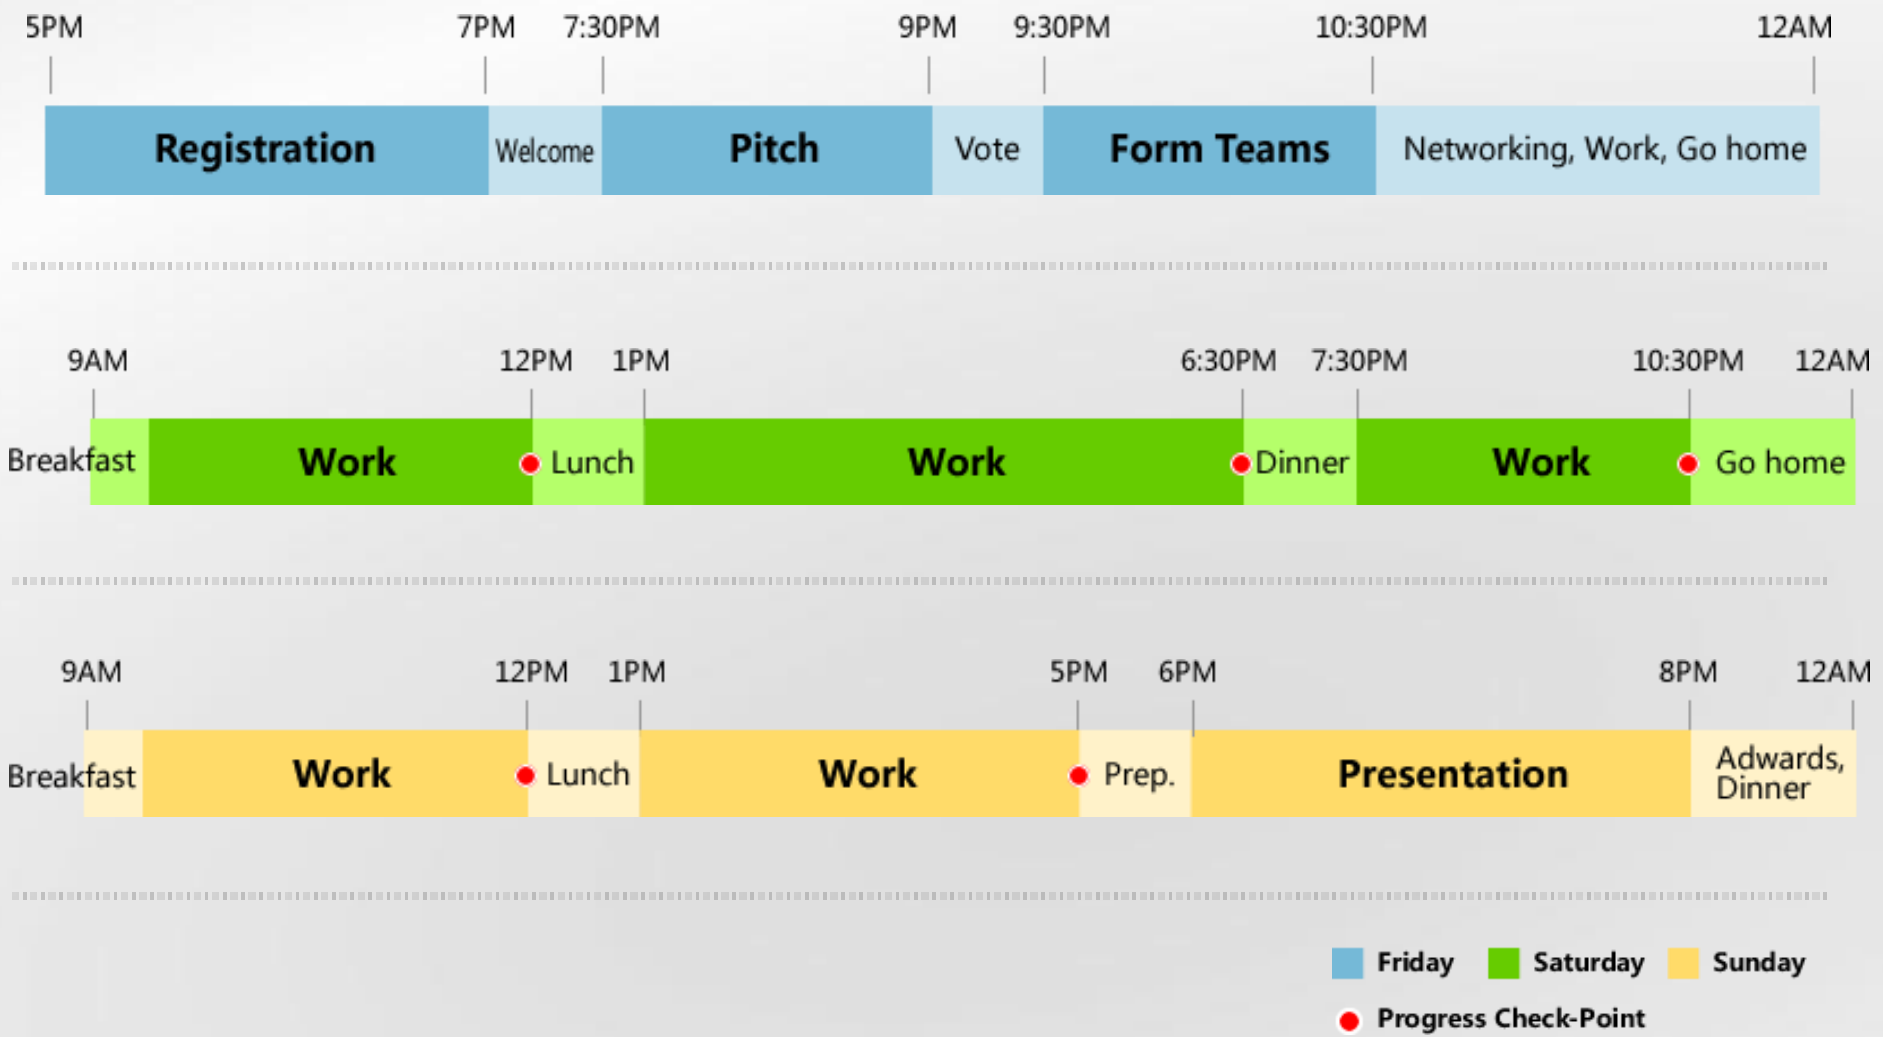 5PM 7PM 7:30PM 9PM 9:30PM 10:30PM 12AM
Registration Welcome Pitch Vote Form Teams Networking, Work, Go home
9AM 12PM 1PM 6:30PM 7:30PM 10:30PM 12AM
Breakfast Work Lunch Work Dinner Work Go home
9AM 12PM 1PM 5PM 6PM 8PM 12AM
Breakfast Work Lunch Work Prep. Presentation Adwards,
Dinner
Friday Saturday Sunday
Progress Check-Point